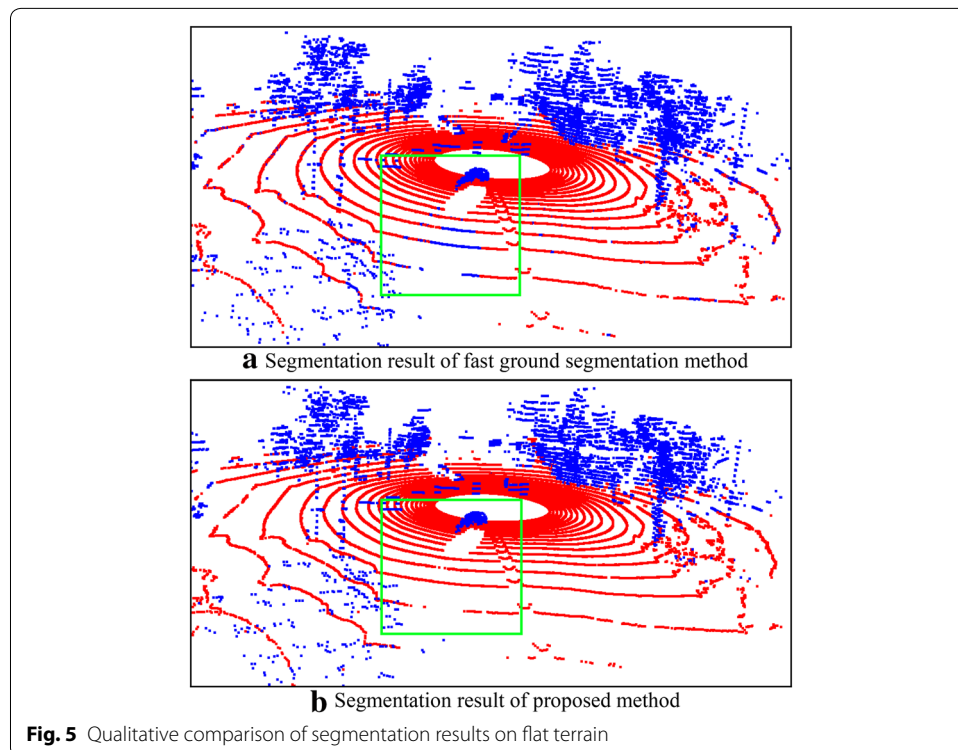 a Segmentation result of fast ground segmentation method
b Segmentation result of proposed method
Fig. 5 Qualitative comparison of segmentation results on flat terrain